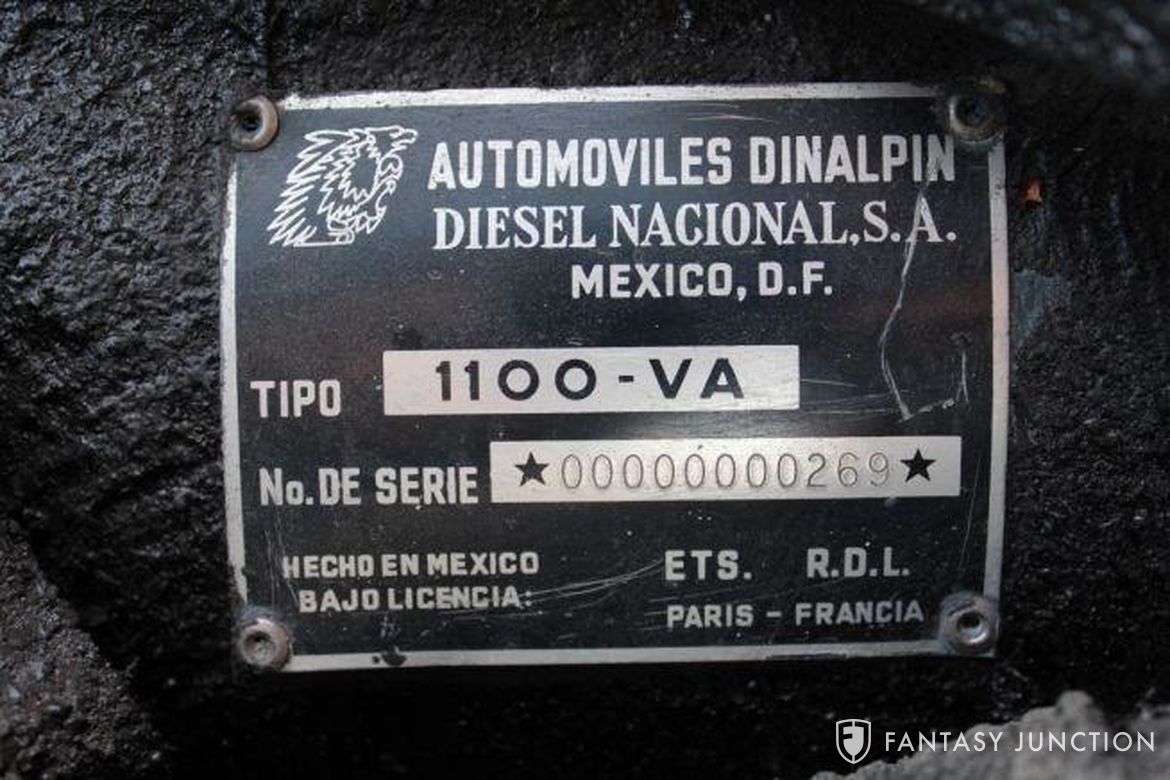 AUTOMOVILES DINALPIN
DIESEL NACIONAL, S.A.
MEXICO, D.F.
TIPO 1100-VA
No. DE SERIE ★00000000269★
HECHO EN MEXICO ETS. R.D.L.
BAJO LICENCIA: PARIS - FRANCIA
FANTASY JUNCTION